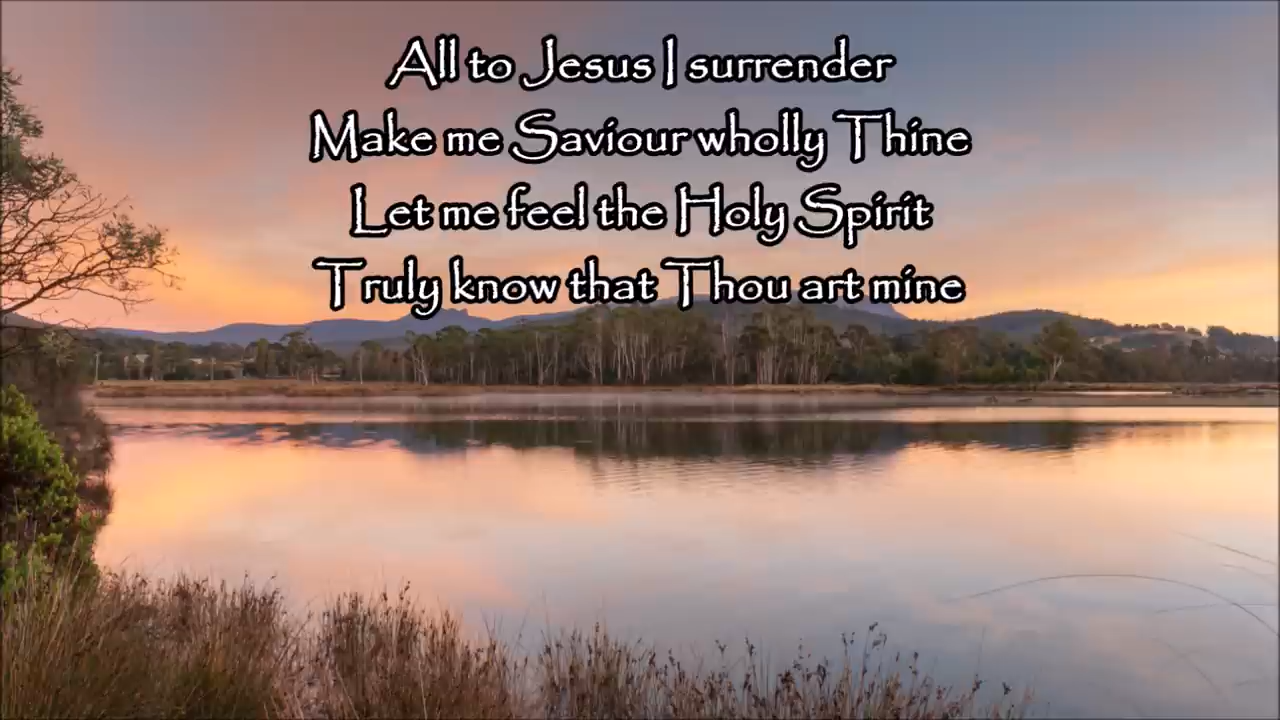 All to Jesus I surrender
Make me Saviour wholly Thine
Let me feel the Holy Spirit
Truly know that Thou art mine